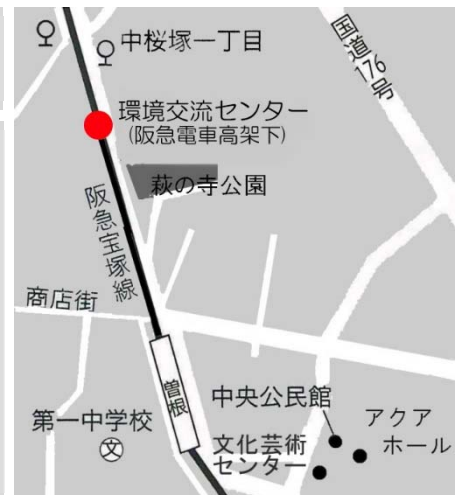 中桜塚一丁目
国道176号
環境交流センター
(阪急電車高架下)
萩の寺公園
阪急宝塚線
商店街
曽根
中央公民館
第一中学校
文
アクア
ホール
文化芸術
センター